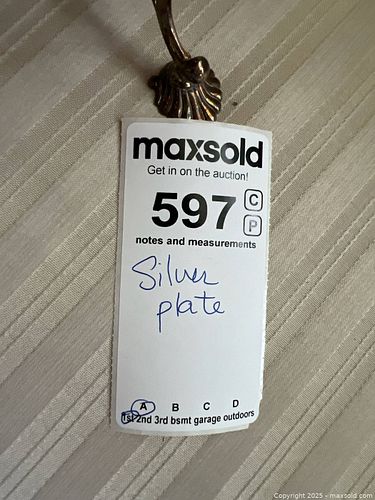 maxsold
Get in on the auction!
597 C
P
notes and measurements
Silver
plate
A B C D
1st 2nd 3rd bsmt garage outdoors
Copyright 2025 - maxsold.com